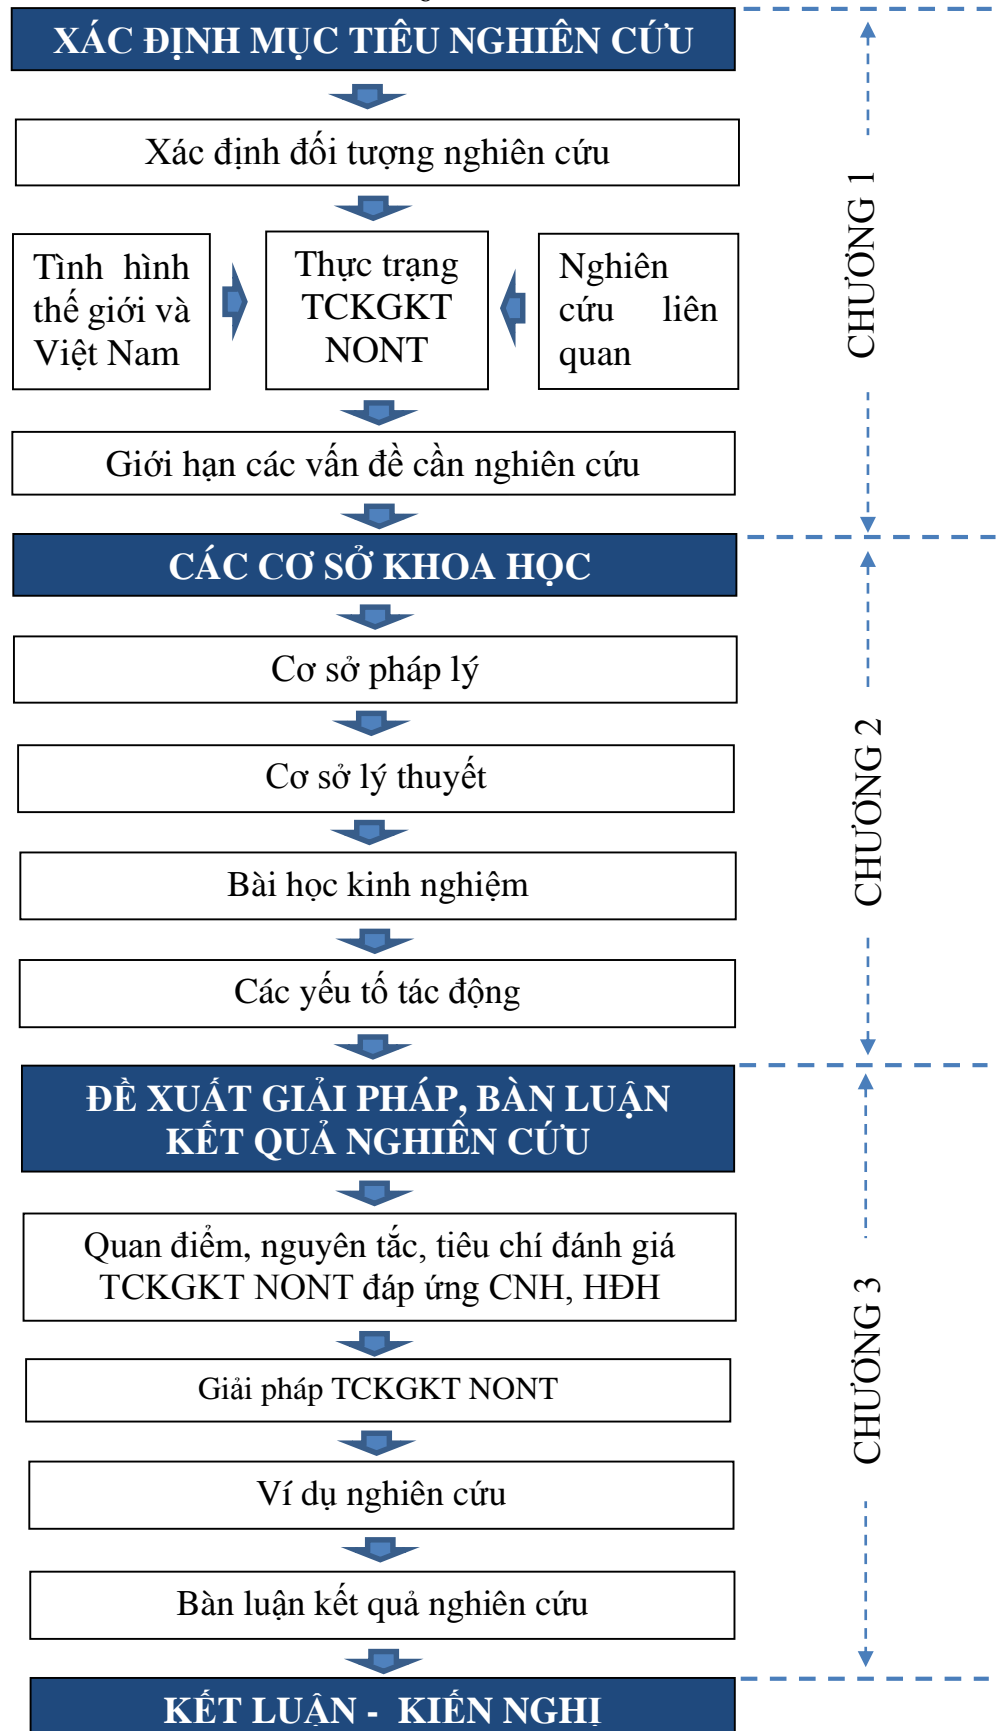 XÁC ĐỊNH MỤC TIÊU NGHIÊN CỨU
Xác định đối tượng nghiên cứu
Tình hình
thế giới và
Việt Nam
Thực trạng
TCKGKT
NONT
Nghiên
cứu liên
quan
Giới hạn các vấn đề cần nghiên cứu
CHƯƠNG 1
CÁC CƠ SỞ KHOA HỌC
Cơ sở pháp lý
Cơ sở lý thuyết
Bài học kinh nghiệm
Các yếu tố tác động
CHƯƠNG 2
ĐỀ XUẤT GIẢI PHÁP, BÀN LUẬN
KẾT QUẢ NGHIÊN CỨU
Quan điểm, nguyên tắc, tiêu chí đánh giá
TCKGKT NONT đáp ứng CNH, HĐH
Giải pháp TCKGKT NONT
Ví dụ nghiên cứu
Bàn luận kết quả nghiên cứu
CHƯƠNG 3
KẾT LUẬN - KIẾN NGHỊ